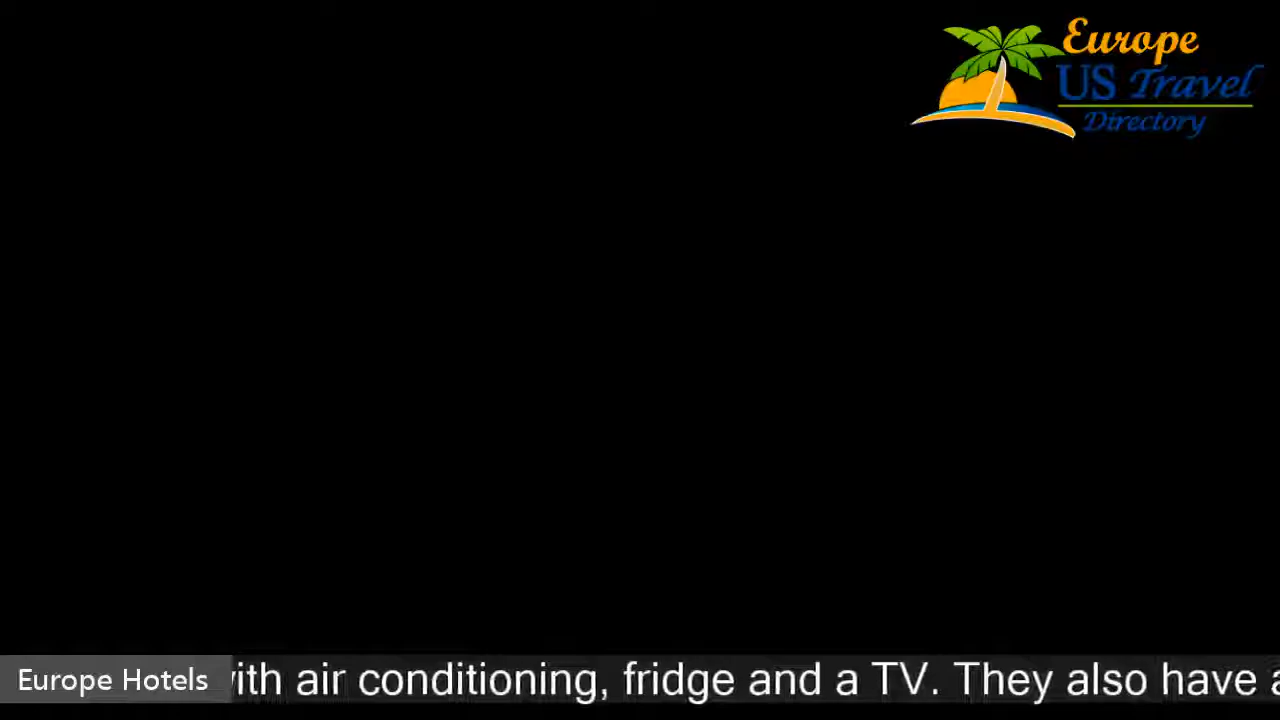 Europe
US Travel
Directory
Europe Hotels
with air conditioning, fridge and a TV. They also have a